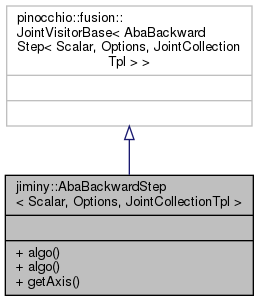 pinocchio::fusion::
JointVisitorBase< AbaBackward
Step< Scalar, Options, JointCollection
Tpl > >
jiminy::AbaBackwardStep
< Scalar, Options, JointCollectionTpl >
+ algo()
+ algo()
+ getAxis()